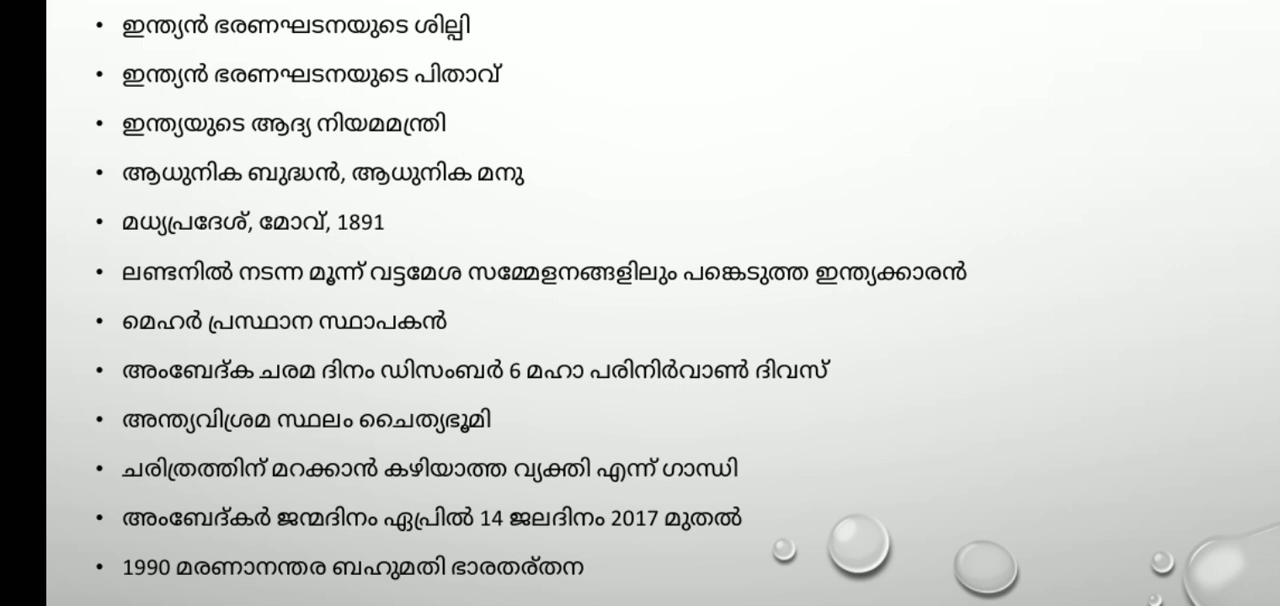 • ഇന്ത്യൻ ഭരണഘടനയുടെ ശില്പി
• ഇന്ത്യൻ ഭരണഘടനയുടെ പിതാവ്
• ഇന്ത്യയുടെ ആദ്യ നിയമമന്ത്രി
• ആധുനിക ബുദ്ധൻ, ആധുനിക മനു
• മധ്യപ്രദേശ്, മോവ്, 1891
• ലണ്ടനിൽ നടന്ന മൂന്ന് വട്ടമേശ സമ്മേളനങ്ങളിലും പങ്കെടുത്ത ഇന്ത്യക്കാരൻ
• മെഹർ പ്രസ്ഥാന സ്ഥാപകൻ
• അംബേദ്ക ചരമ ദിനം ഡിസംബർ 6 മഹാ പരിനിർവാൺ ദിവസ്
• അന്ത്യവിശ്രമ സ്ഥലം ചൈത്യഭൂമി
• ചരിത്രത്തിന് മറക്കാൻ കഴിയാത്ത വ്യക്തി എന്ന് ഗാന്ധി
• അംബേദ്കർ ജന്മദിനം ഏപ്രിൽ 14 ജലദിനം 2017 മുതൽ
• 1990 മരണാനന്തര ബഹുമതി ഭാരതര്തന